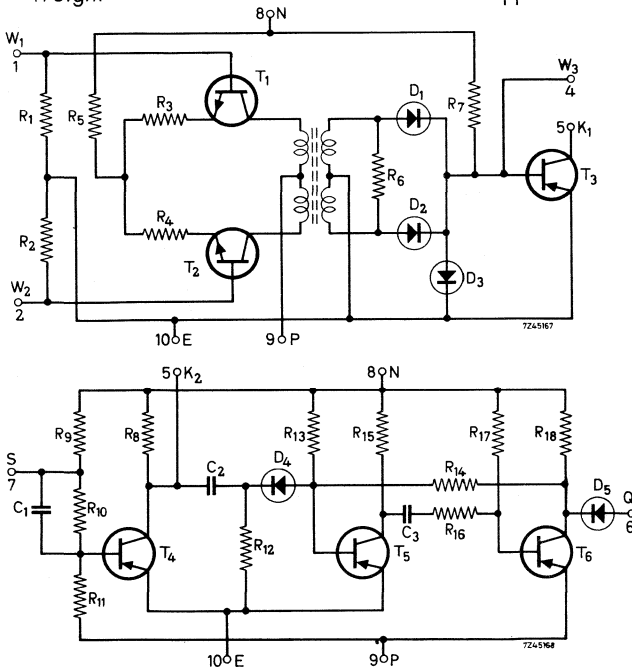 8 N
W1
1
T1
D1
W3
4
R1
R5
R3
R7
5 K1
R6
T3
R2
R4
D2
T2
D3
W2
2
10 E
9 P
7Z45167
5 K2
8 N
R9
R8
R13
R15
R17
R18
S
7
C2
D4
R14
D5
Q
6
C1
R10
C3
R16
T4
R12
T5
T6
R11
10 E
9 P
7Z45168